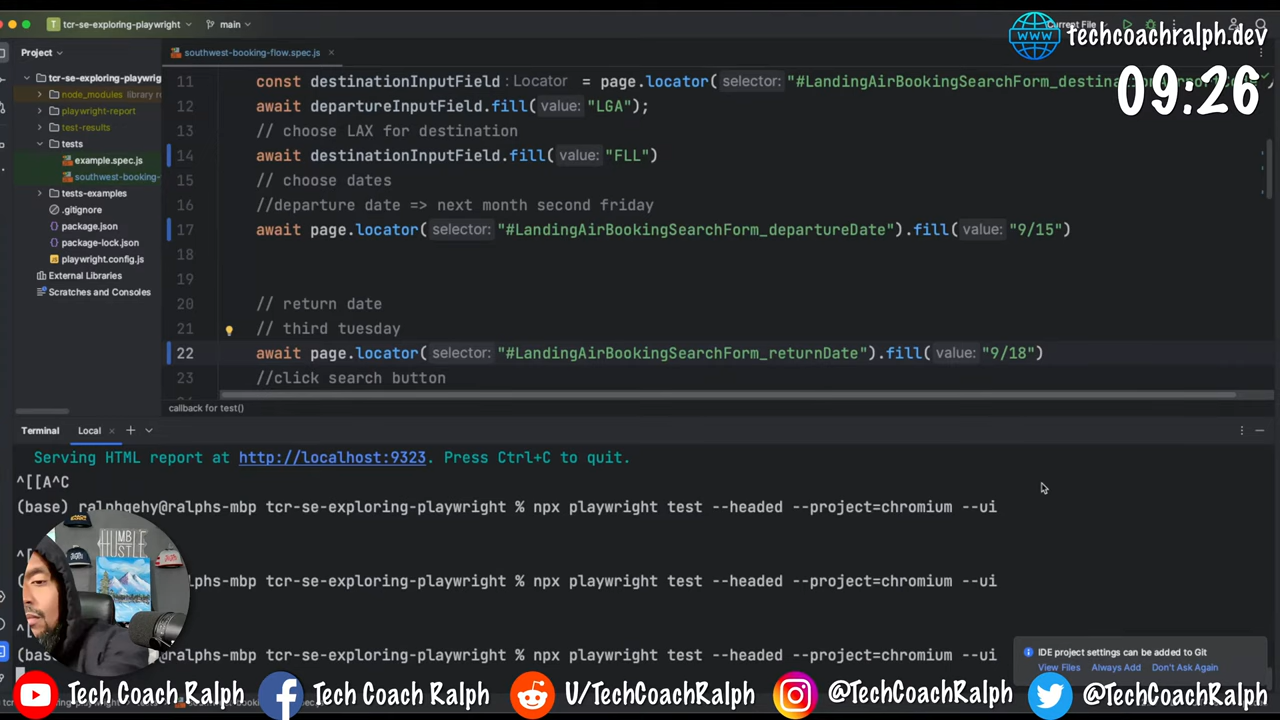 tcr-se-exploring-playwright
main
Current File
techcoachralph.dev
09:26
Project
southwest-booking-flow.spec.js
tcr-se-exploring-playwrig
node_modules library r
playwright-report
test-results
tests
example.spec.js
southwest-booking-
tests-examples
.gitignore
package.json
package-lock.json
playwright.config.js
External Libraries
Scratches and Consoles
11 const destinationInputField : Locator = page.locator( selector: "#LandingAirBookingSearchForm_destina
12 await departureInputField.fill( value: "LGA");
13 // choose LAX for destination
14 await destinationInputField.fill( value: "FLL")
15 // choose dates
16 //departure date => next month second friday
17 await page.locator( selector: "#LandingAirBookingSearchForm_departureDate").fill( value: "9/15")
18
19
20 // return date
21 // third tuesday
22 await page.locator( selector: "#LandingAirBookingSearchForm_returnDate").fill( value: "9/18")
23 //click search button
callback for test()
Terminal Local
Serving HTML report at http://localhost:9323. Press Ctrl+C to quit.
^[[A^C
(base) ralphgehy@ralphs-mbp tcr-se-exploring-playwright % npx playwright test --headed --project=chromium --ui
lphs-mbp tcr-se-exploring-playwright % npx playwright test --headed --project=chromium --ui
lphs-mbp tcr-se-exploring-playwright % npx playwright test --headed --project=chromium --ui
HUMBLE
HUSTLE
IDE project settings can be added to Git
View Files Always Add Don't Ask Again
Tech Coach Ralph
Tech Coach Ralph
U/TechCoachRalph
@TechCoachRalph
@TechCoachRalph